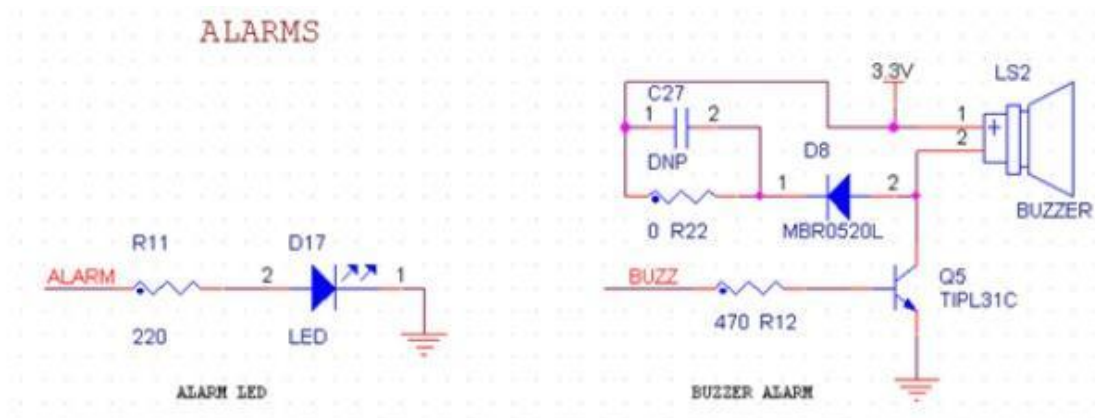 ALARMS
R11
D17
ALARM
2
1
220
LED
ALARM LED
3.3V
LS2
C27
1
2
1
+
2
DNP
D8
1
2
BUZZER
0 R22
MBR0520L
BUZZ
Q5
TIPL31C
470 R12
BUZZER ALARM